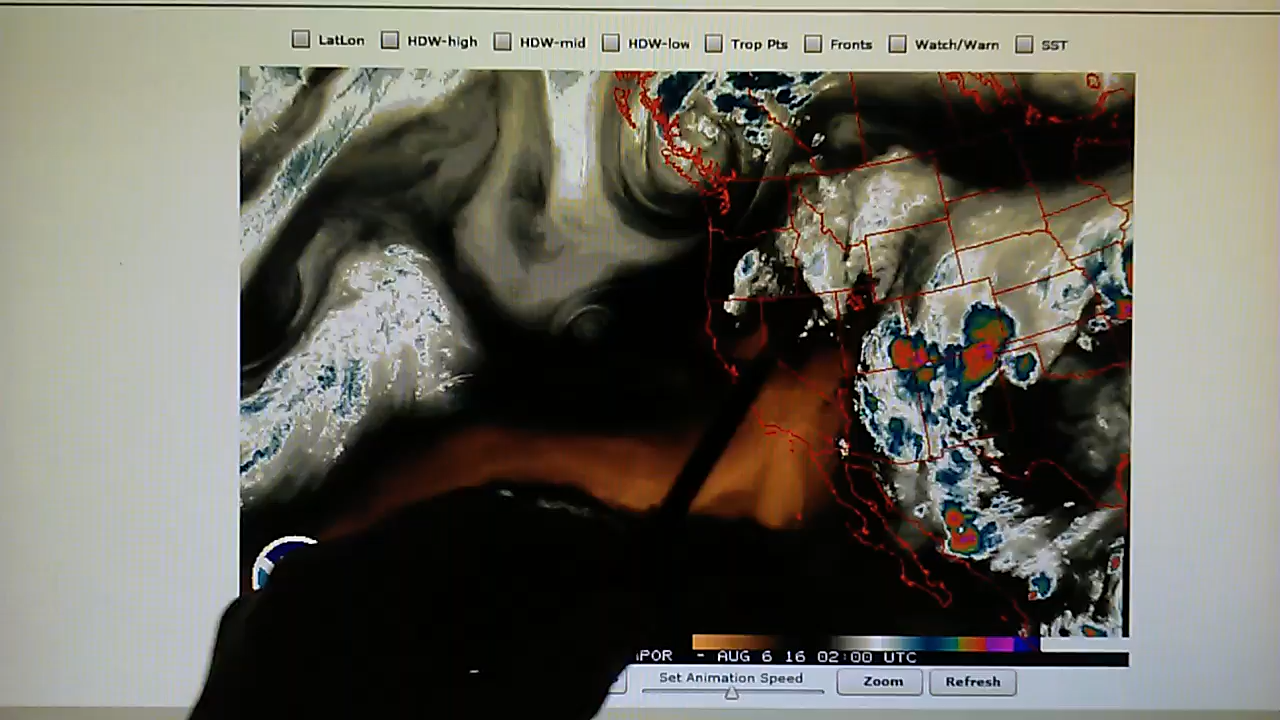 LatLon HDW-high HDW-mid HDW-low Trop Pts Fronts Watch/Warn SST
- AUG 6 16 02:00 UTC
Set Animation Speed Zoom Refresh